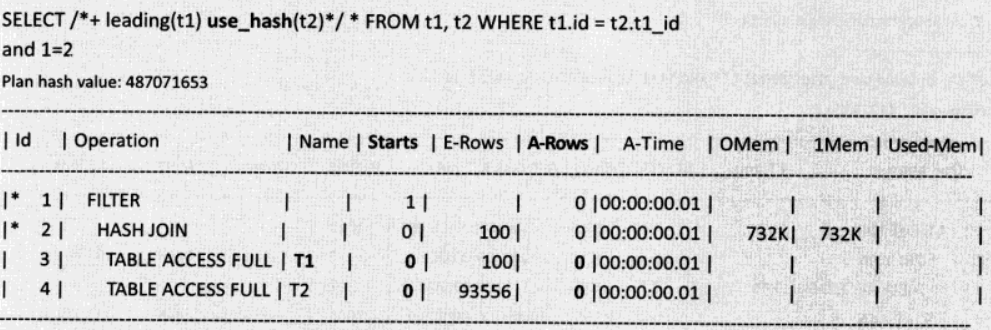 SELECT /*+ leading(t1) use_hash(t2)*/ * FROM t1, t2 WHERE t1.id = t2.t1_id
and 1=2
Plan hash value: 487071653
---------------------------------------------------------------------------------------------
| Id | Operation | Name | Starts | E-Rows | A-Rows | A-Time | OMem | 1Mem | Used-Mem|
---------------------------------------------------------------------------------------------
|* 1 | FILTER | | 1 | | 0 |00:00:00.01 | | | |
|* 2 | HASH JOIN | | 0 | 100| 0 |00:00:00.01 | 732K| 732K | |
| 3 | TABLE ACCESS FULL | T1 | 0 | 100| 0 |00:00:00.01 | | | |
| 4 | TABLE ACCESS FULL | T2 | 0 | 93556| 0 |00:00:00.01 | | | |
---------------------------------------------------------------------------------------------